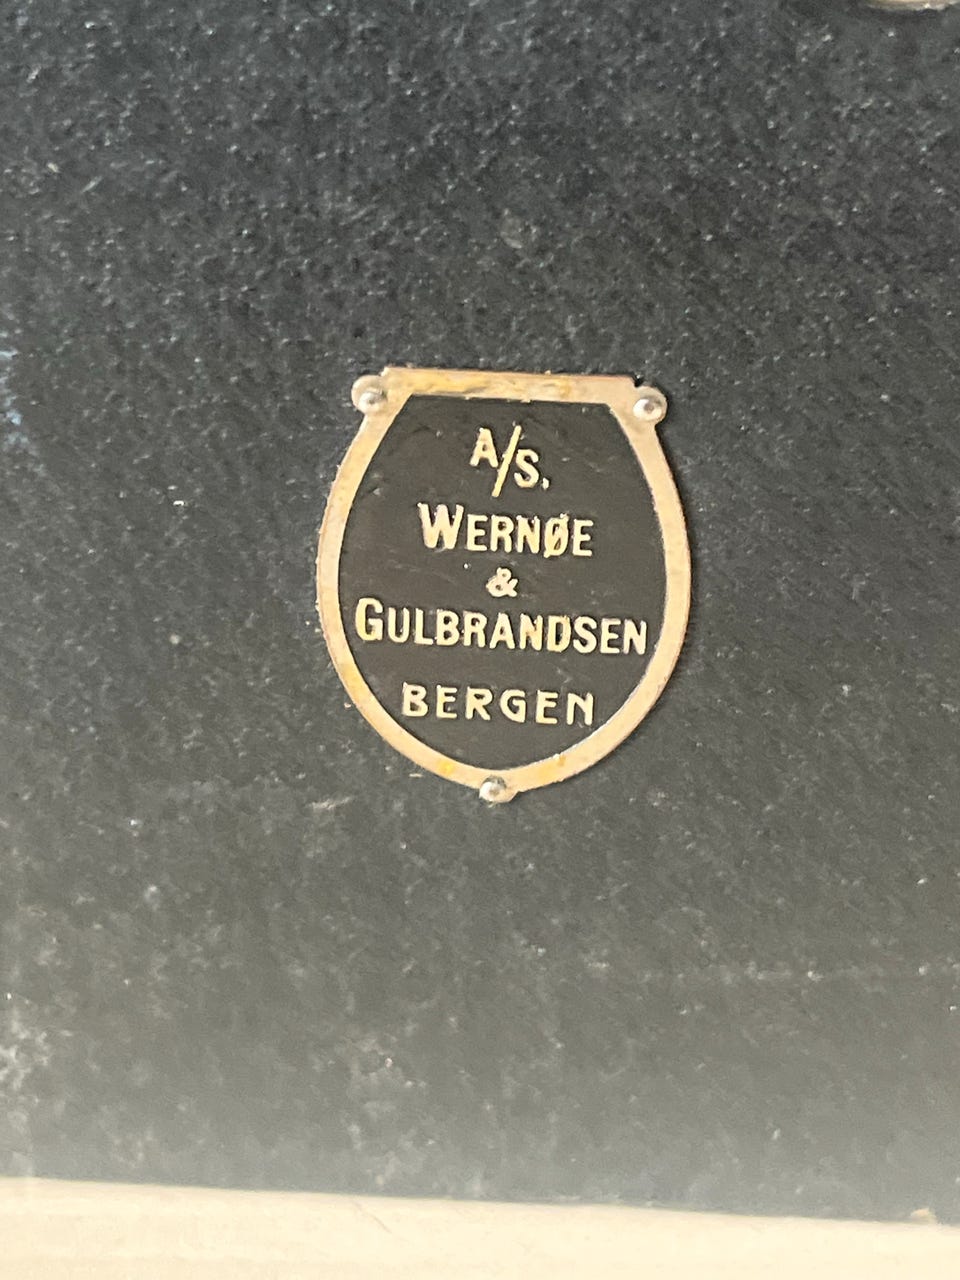 A/S.
WERNØE
&
GULBRANDSEN
BERGEN